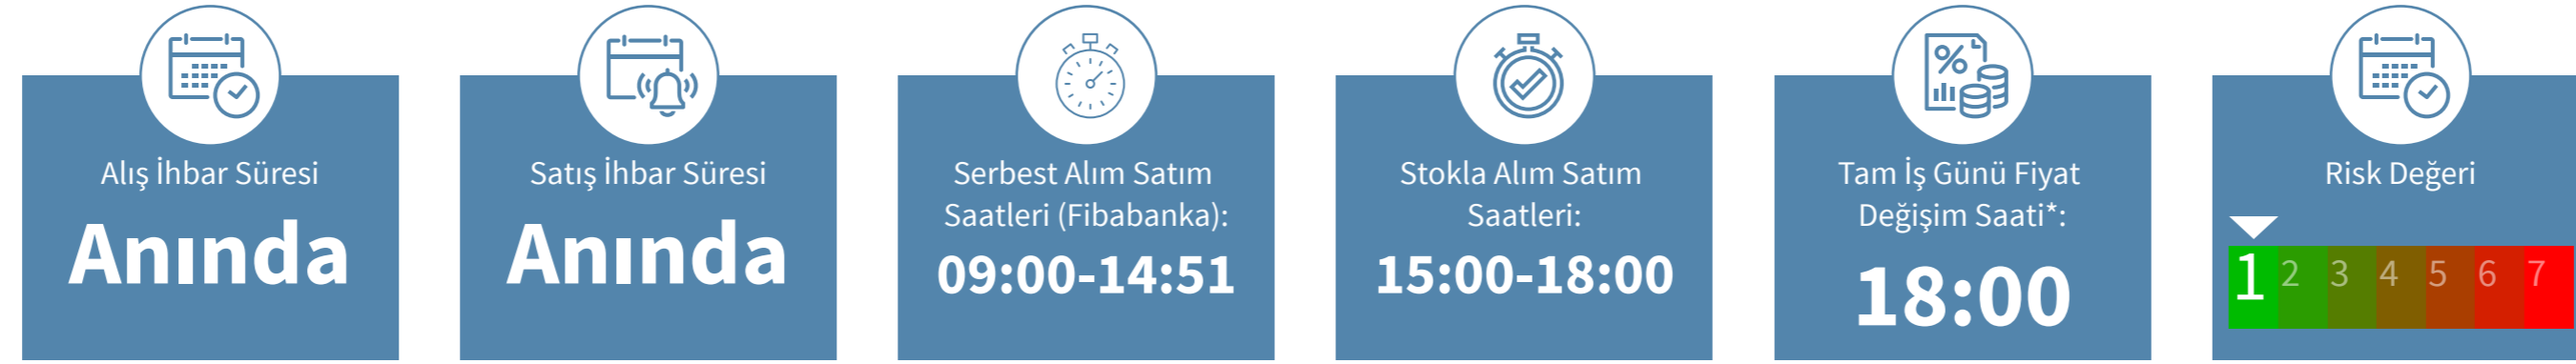 Alış İhbar Süresi
Anında
Satış İhbar Süresi
Anında
Serbest Alım Satım
Saatleri (Fibabanka):
09:00-14:51
Stokla Alım Satım
Saatleri:
15:00-18:00
Tam İş Günü Fiyat
Değişim Saati*:
18:00
Risk Değeri
1 2 3 4 5 6 7